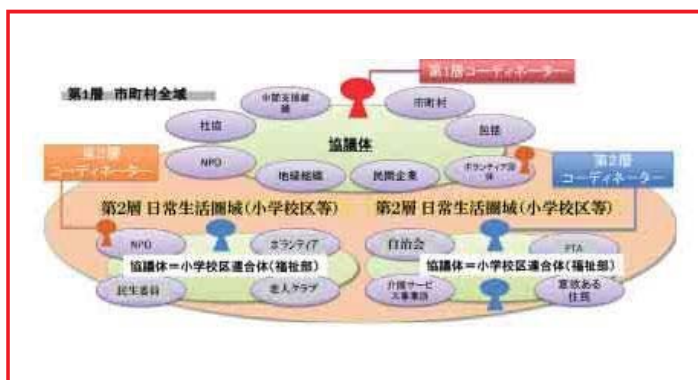 第1層コーディネーター
第1層 市町村全域
中間支援組織
市町村
社協
包括
協議体
第2層
コーディネーター
第2層
コーディネーター
NPO
地縁組織
民間企業
ボランティア団
体
第2層 日常生活圏域(小学校区等)
第2層 日常生活圏域(小学校区等)
NPO
ボランティア
自治会
PTA
協議体=小学校区連合体(福祉部)
協議体=小学校区連合体(福祉部)
民生委員
老人クラブ
介護サービ
ス事業所
意欲ある
住民